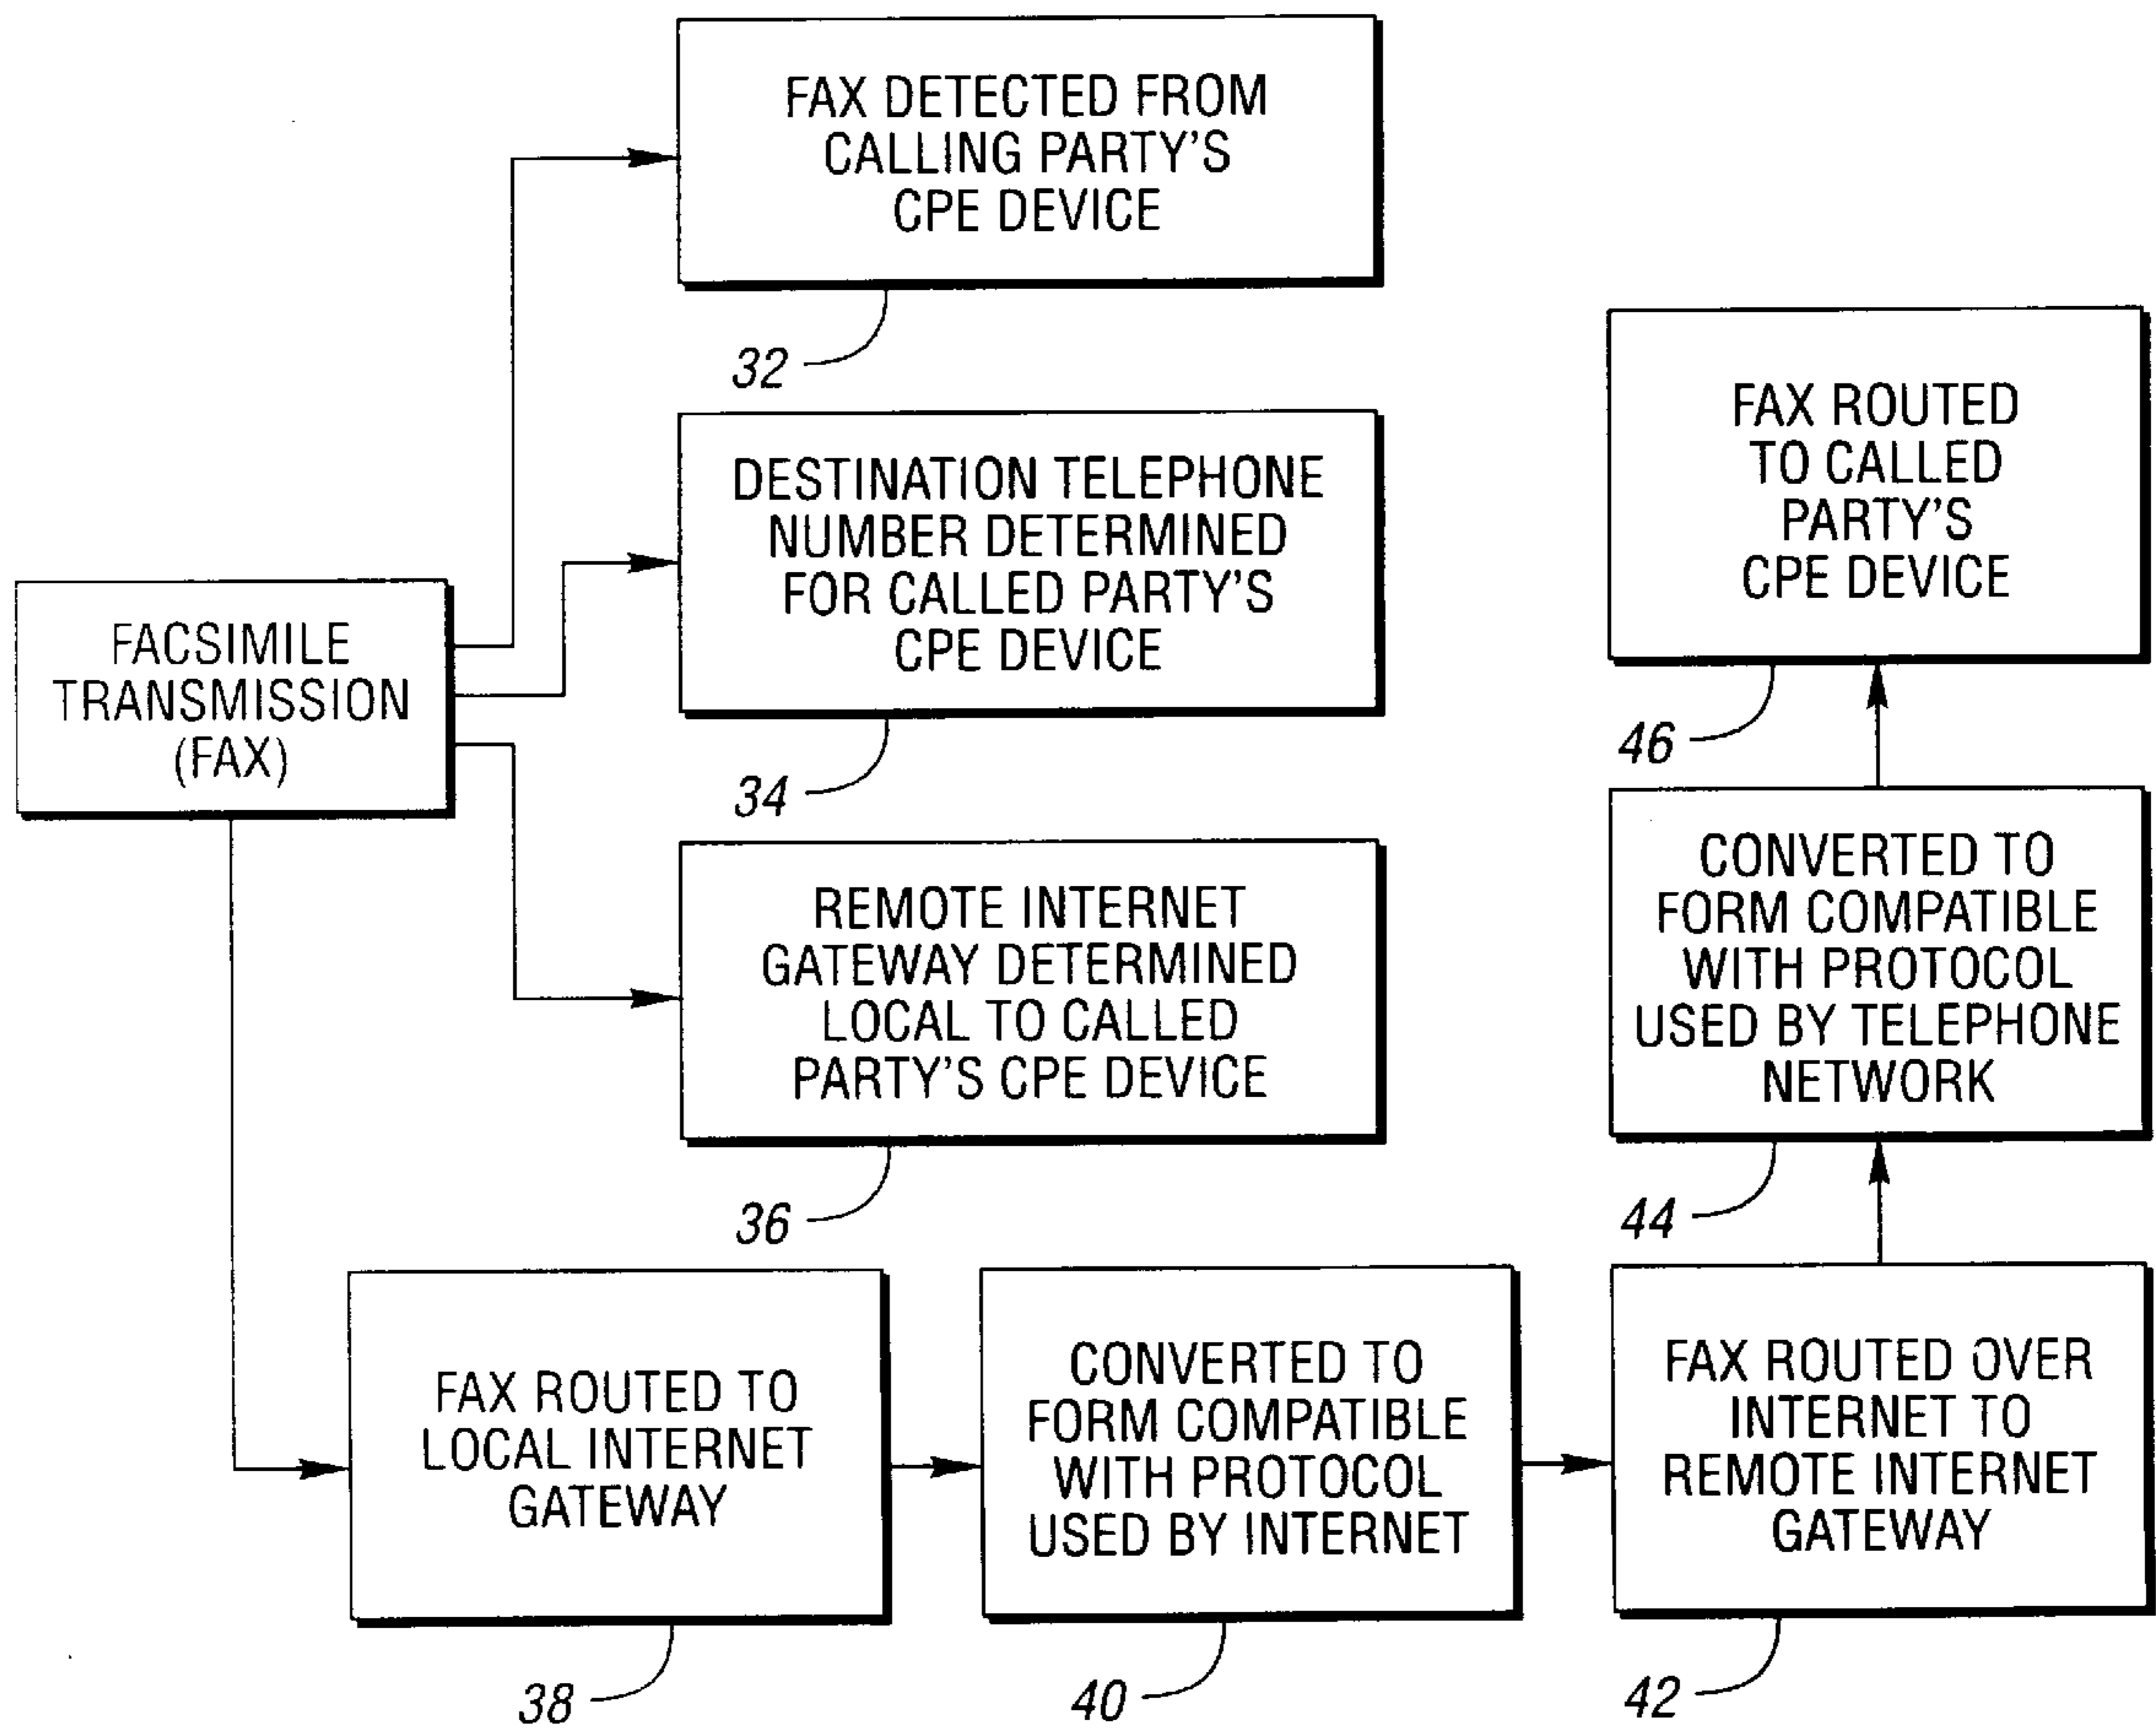 FAX DETECTED FROM
CALLING PARTY'S
CPE DEVICE
32
DESTINATION TELEPHONE
NUMBER DETERMINED
FOR CALLED PARTY'S
CPE DEVICE
34
FACSIMILE
TRANSMISSION
(FAX)
REMOTE INTERNET
GATEWAY DETERMINED
LOCAL TO CALLED
PARTY'S CPE DEVICE
36
FAX ROUTED TO
LOCAL INTERNET
GATEWAY
38
CONVERTED TO
FORM COMPATIBLE
WITH PROTOCOL
USED BY INTERNET
40
FAX ROUTED OVER
INTERNET TO
REMOTE INTERNET
GATEWAY
42
CONVERTED TO
FORM COMPATIBLE
WITH PROTOCOL
USED BY TELEPHONE
NETWORK
44
FAX ROUTED
TO CALLED
PARTY'S
CPE DEVICE
46